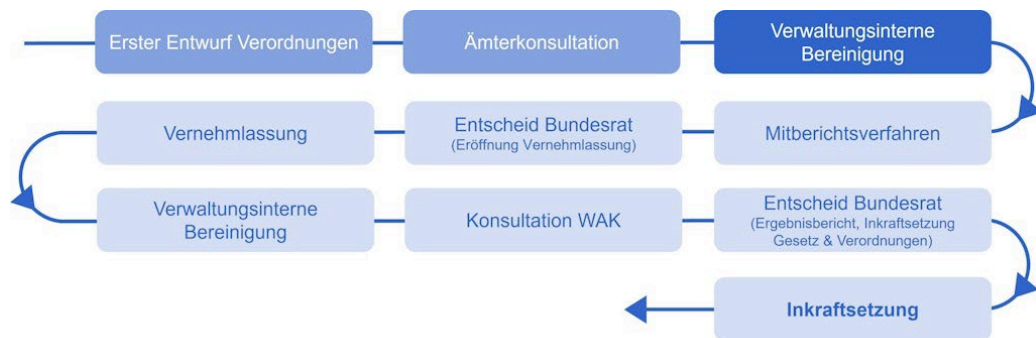 Erster Entwurf Verordnungen
Ämterkonsultation
Verwaltungsinterne
Bereinigung
Mitberichtsverfahren
Entscheid Bundesrat
(Eröffnung Vernehmlassung)
Vernehmlassung
Verwaltungsinterne
Bereinigung
Konsultation WAK
Entscheid Bundesrat
(Ergebnisbericht, Inkraftsetzung
Gesetz & Verordnungen)
Inkraftsetzung